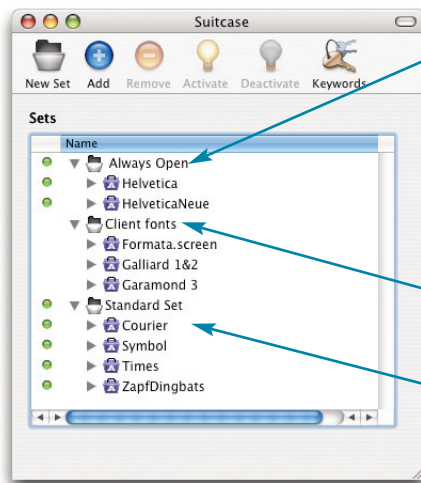 Suitcase
New Set Add Remove Activate Deactivate Keywords
Sets
Name
Always Open
Helvetica
HelveticaNeue
Client fonts
Formata.screen
Galliard 1&2
Garamond 3
Standard Set
Courier
Symbol
Times
ZapfDingbats